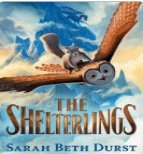 THE
SHELTERLINGS
SARAH BETH DURST